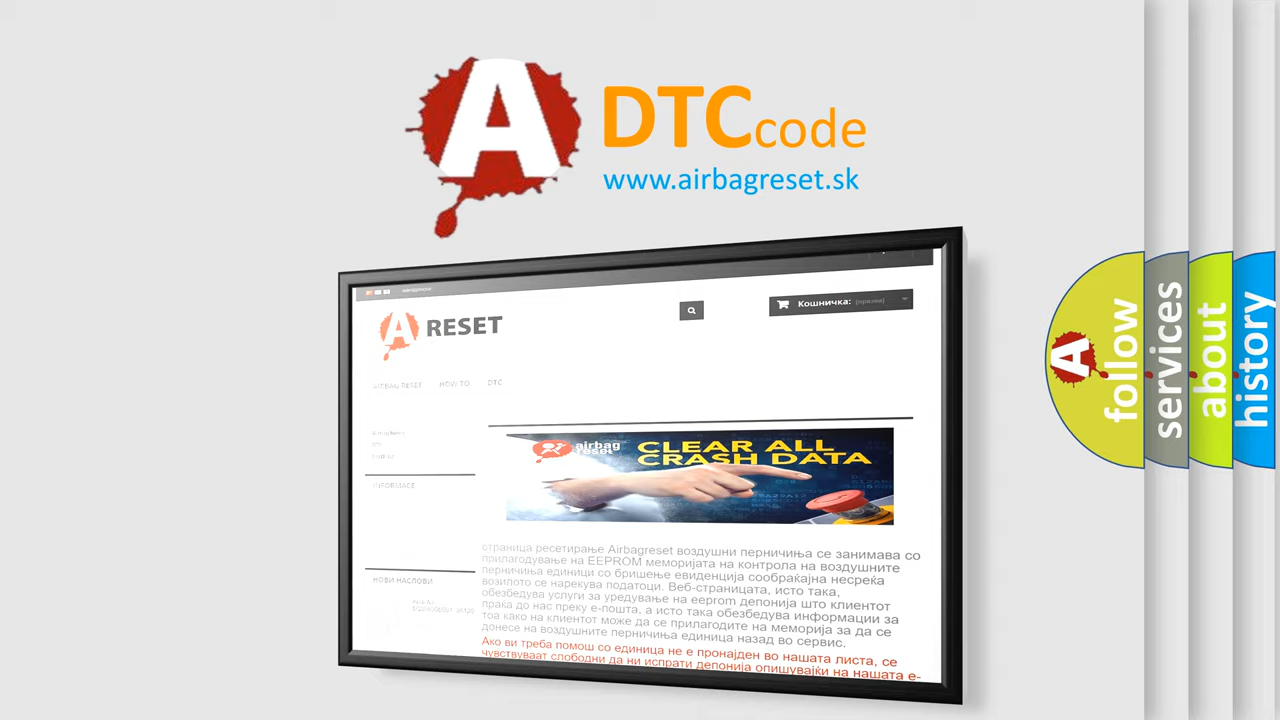 A DTCcode
www.airbagreset.sk
A RESET
Кошничка: (празни)
AIRBAG RESET HOW TO DTC
INFORMACE
airbag
reset
CLEAR ALL
CRASH DATA
страница ресетирање Airbagreset воздушни перничиња се занимава со
прилагодување на EEPROM меморијата на контрола на воздушните
перничиња единици со бришење евиденција сообраќајна несреќа
возилото се нарекува податоци. Веб-страницата, исто така,
обезбедува услуги за уредување на eeprom депонија што клиентот
праќа до нас преку е-пошта, а исто така обезбедува информации за
тоа како на клиентот може да се прилагодите на меморија за да се
донесе на воздушните перничиња единица назад во сервис.
Ако ви треба помош со единица не е пронајден во нашата листа, се
чувствуваат слободни да ни испрати депонија опишувајќи на нашата е-
НОВИ НАСЛОВИ
A follow
services
about
history